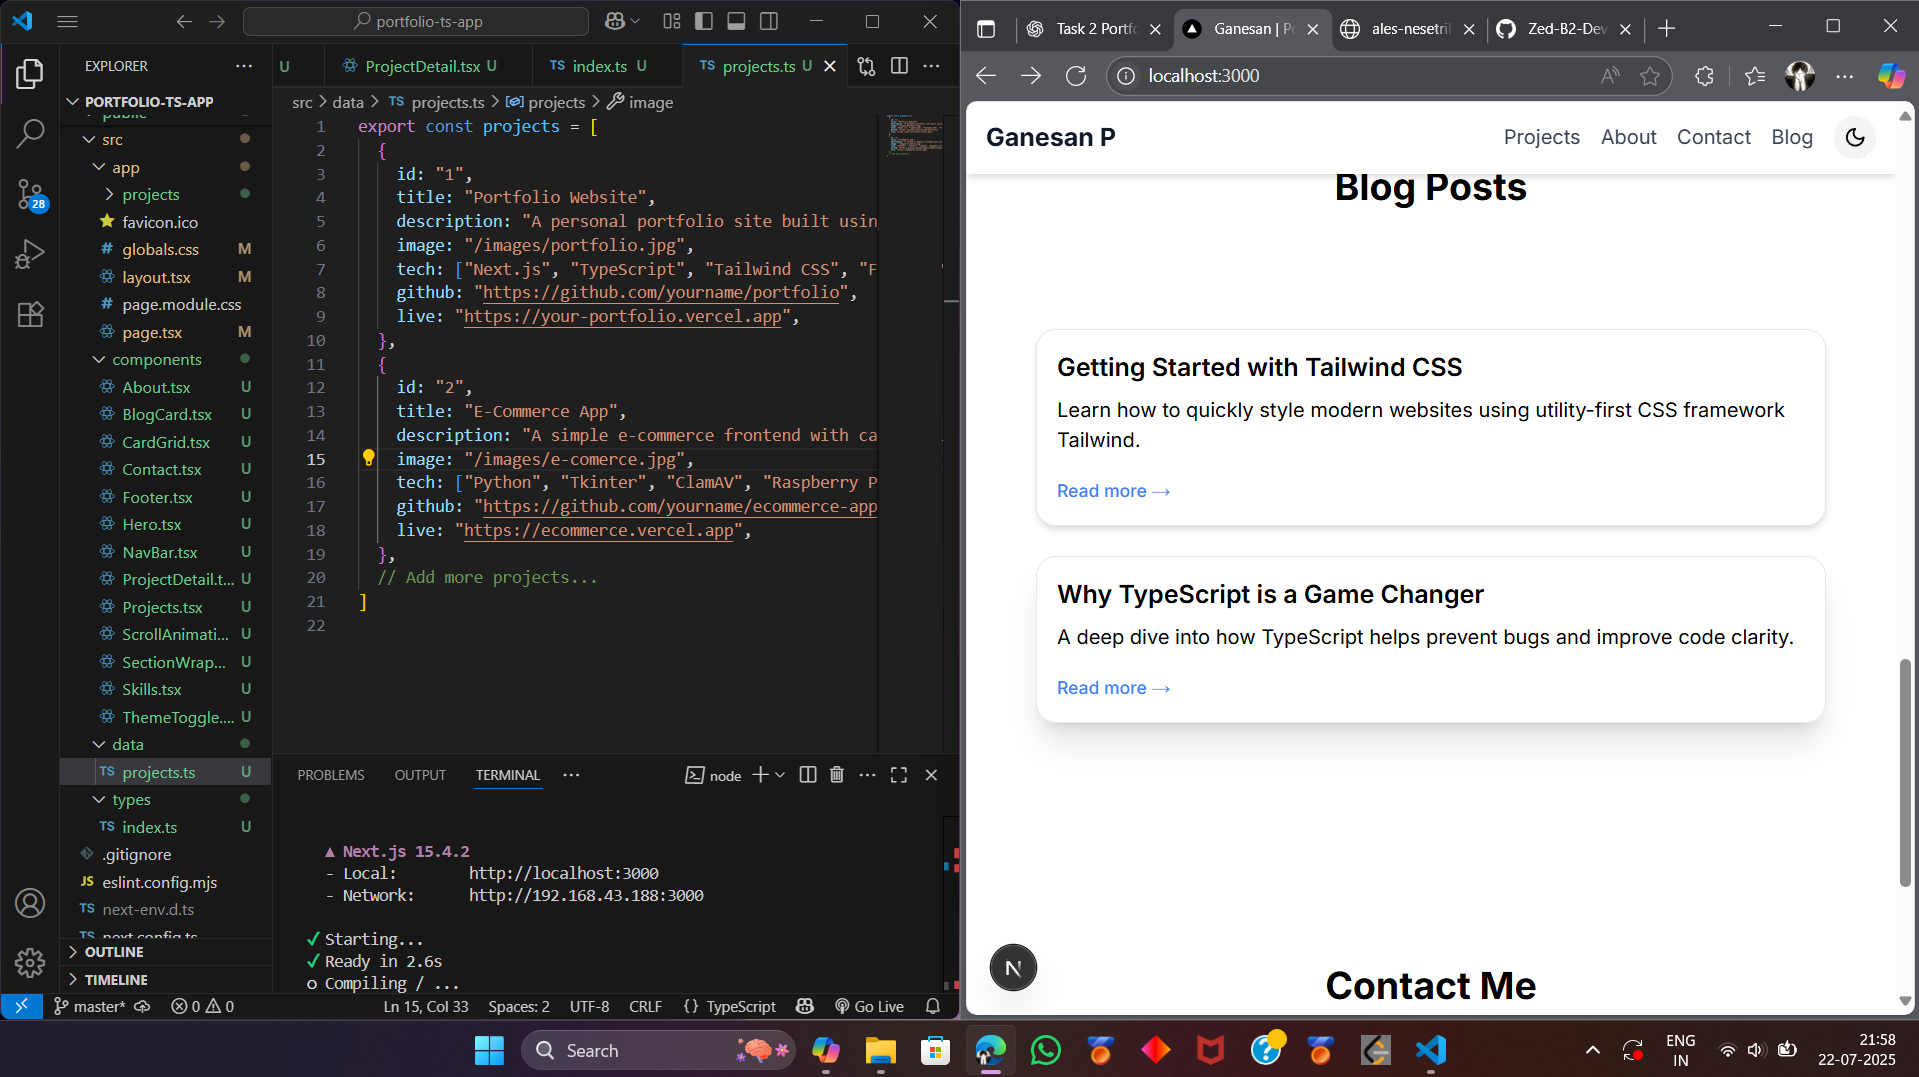 portfolio-ts-app
EXPLORER
PORTFOLIO-TS-APP
public
src
app
projects
favicon.ico
globals.css M
layout.tsx M
page.module.css
page.tsx M
components
About.tsx U
BlogCard.tsx U
CardGrid.tsx U
Contact.tsx U
Footer.tsx U
Hero.tsx U
NavBar.tsx U
ProjectDetail.t... U
Projects.tsx U
ScrollAnimati... U
SectionWrap... U
Skills.tsx U
ThemeToggle.... U
data
TS projects.ts U
types
TS index.ts U
.gitignore
JS eslint.config.mjs
TS next-env.d.ts
TS next.config.ts
OUTLINE
TIMELINE
28
U ProjectDetail.tsx U TS index.ts U TS projects.ts U
src > data > TS projects.ts > projects > image
1 export const projects = [
2 {
3 id: "1",
4 title: "Portfolio Website",
5 description: "A personal portfolio site built usin
6 image: "/images/portfolio.jpg",
7 tech: ["Next.js", "TypeScript", "Tailwind CSS", "F
8 github: "https://github.com/yourname/portfolio",
9 live: "https://your-portfolio.vercel.app",
10 },
11 {
12 id: "2",
13 title: "E-Commerce App",
14 description: "A simple e-commerce frontend with ca
15 image: "/images/e-comerce.jpg",
16 tech: ["Python", "Tkinter", "ClamAV", "Raspberry P
17 github: "https://github.com/yourname/ecommerce-app
18 live: "https://ecommerce.vercel.app",
19 },
20 // Add more projects...
21 ]
22
PROBLEMS OUTPUT TERMINAL node
▲ Next.js 15.4.2
- Local: http://localhost:3000
- Network: http://192.168.43.188:3000
✓ Starting...
✓ Ready in 2.6s
○ Compiling / ...
master* 0 0 Ln 15, Col 33 Spaces: 2 UTF-8 CRLF {} TypeScript Go Live
Task 2 Portfo Ganesan | Po ales-nesetril Zed-B2-Dev
localhost:3000
Ganesan P
Projects About Contact Blog
Blog Posts
Getting Started with Tailwind CSS
Learn how to quickly style modern websites using utility-first CSS framework
Tailwind.
Read more →
Why TypeScript is a Game Changer
A deep dive into how TypeScript helps prevent bugs and improve code clarity.
Read more →
N
Contact Me
Search
ENG
IN
21:58
22-07-2025